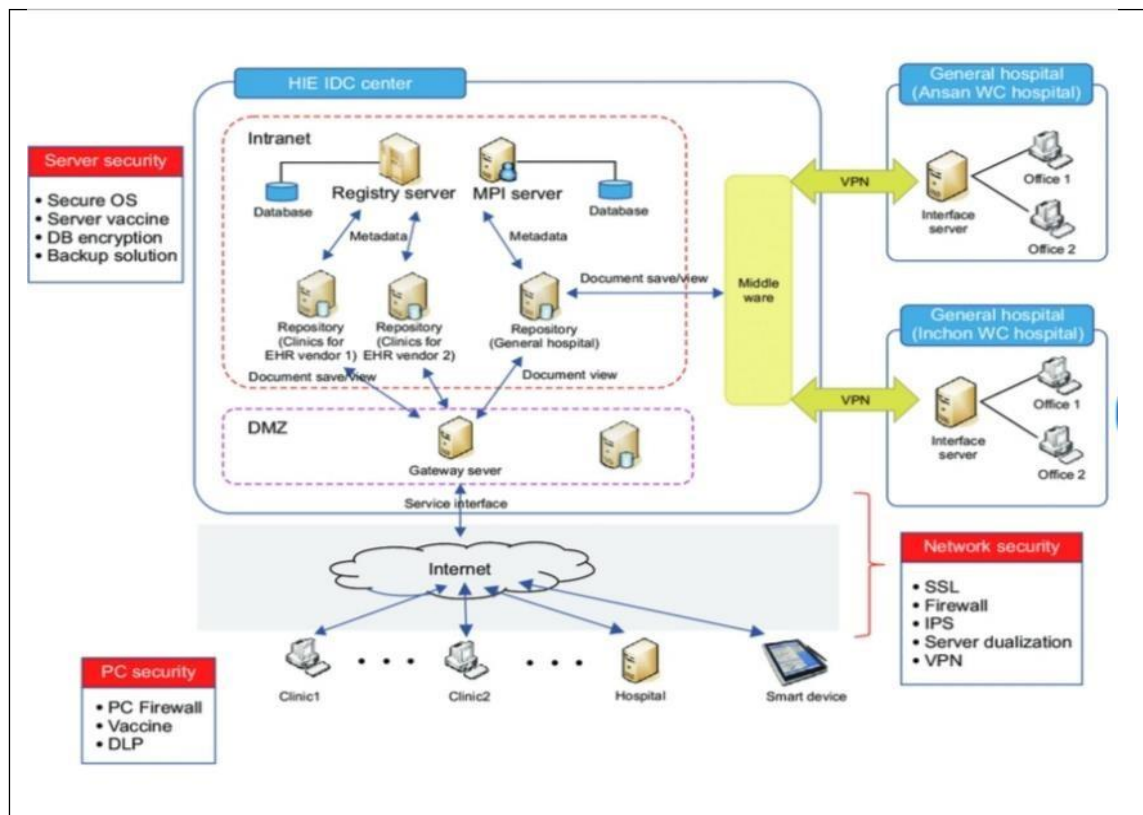 HIE IDC center
General hospital
(Ansan WC hospital)
Intranet
Server security
• Secure OS
• Server vaccine
• DB encryption
• Backup solution
Registry server
MPI server
Database
Database
Metadata
Metadata
VPN
Interface
server
Office 1
Office 2
Document save/view
Middle
ware
Repository
(Clinics for
EHR vendor 1)
Repository
(Clinics for
EHR vendor 2)
Repository
(General hospital)
General hospital
(Inchon WC hospital)
Document save/view
Document view
VPN
Interface
server
Office 1
Office 2
DMZ
Gateway sever
Service interface
Internet
Network security
• SSL
• Firewall
• IPS
• Server dualization
• VPN
PC security
• PC Firewall
• Vaccine
• DLP
Clinic1
• • •
Clinic2
• • •
Hospital
Smart device